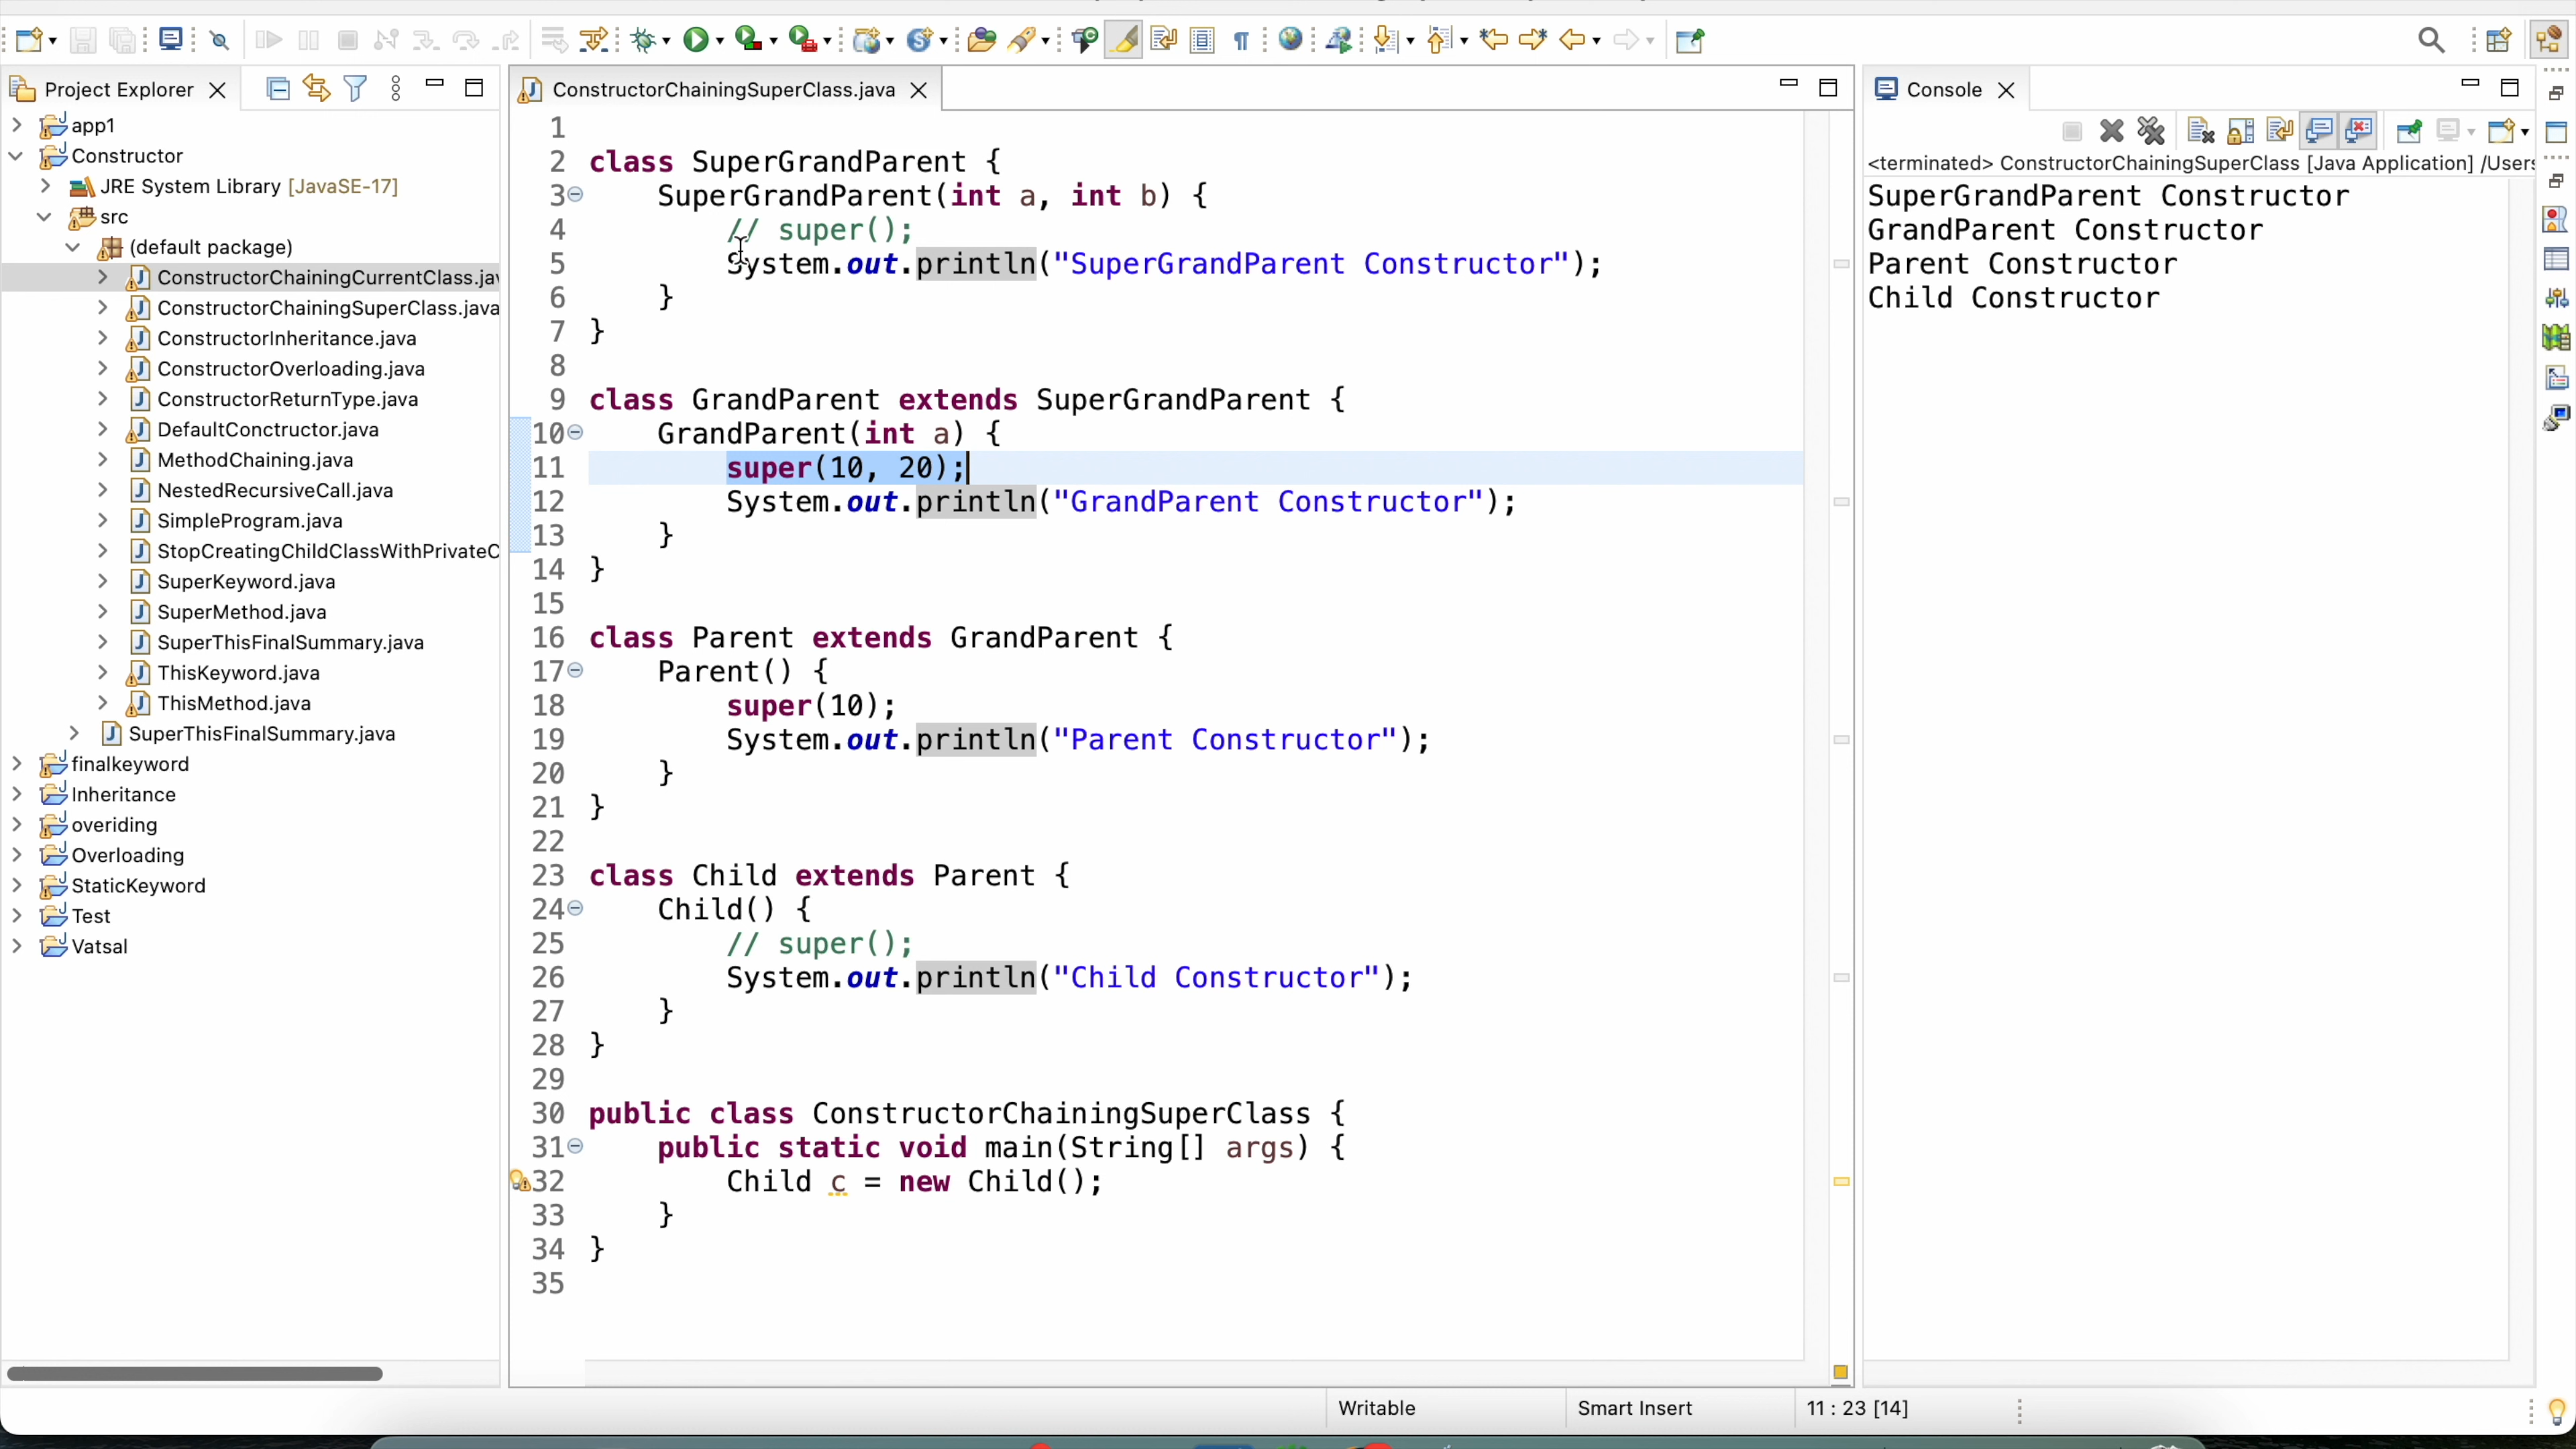 Project Explorer
app1
Constructor
JRE System Library [JavaSE-17]
src
(default package)
ConstructorChainingCurrentClass.jav
ConstructorChainingSuperClass.java
ConstructorInheritance.java
ConstructorOverloading.java
ConstructorReturnType.java
DefaultConctructor.java
MethodChaining.java
NestedRecursiveCall.java
SimpleProgram.java
StopCreatingChildClassWithPrivateC
SuperKeyword.java
SuperMethod.java
SuperThisFinalSummary.java
ThisKeyword.java
ThisMethod.java
SuperThisFinalSummary.java
finalkeyword
Inheritance
overiding
Overloading
StaticKeyword
Test
Vatsal
ConstructorChainingSuperClass.java
1
2 class SuperGrandParent {
3 SuperGrandParent(int a, int b) {
4 // super();
5 System.out.println("SuperGrandParent Constructor");
6 }
7 }
8
9 class GrandParent extends SuperGrandParent {
10 GrandParent(int a) {
11 super(10, 20);
12 System.out.println("GrandParent Constructor");
13 }
14 }
15
16 class Parent extends GrandParent {
17 Parent() {
18 super(10);
19 System.out.println("Parent Constructor");
20 }
21 }
22
23 class Child extends Parent {
24 Child() {
25 // super();
26 System.out.println("Child Constructor");
27 }
28 }
29
30 public class ConstructorChainingSuperClass {
31 public static void main(String[] args) {
32 Child c = new Child();
33 }
34 }
35
Console
<terminated> ConstructorChainingSuperClass [Java Application] /Users
SuperGrandParent Constructor
GrandParent Constructor
Parent Constructor
Child Constructor
Writable
Smart Insert
11 : 23 [14]